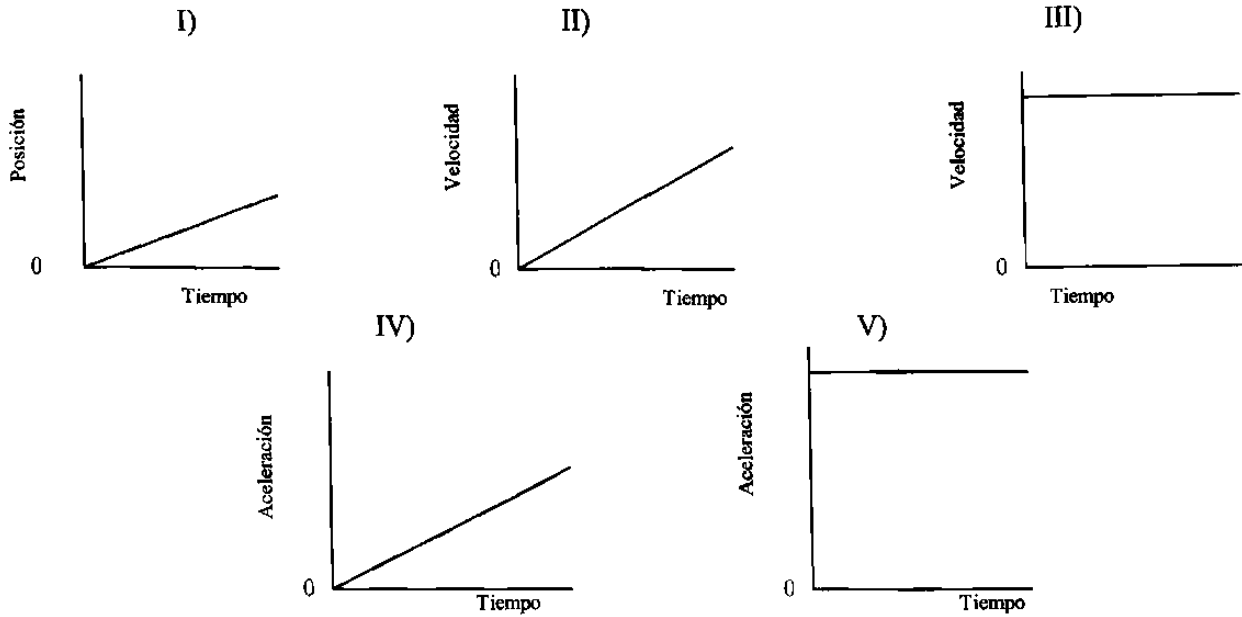 I)
II)
III)
Posición
0
Tiempo
Velocidad
0
Tiempo
Velocidad
0
Tiempo
IV)
V)
Aceleración
0
Tiempo
Aceleración
0
Tiempo